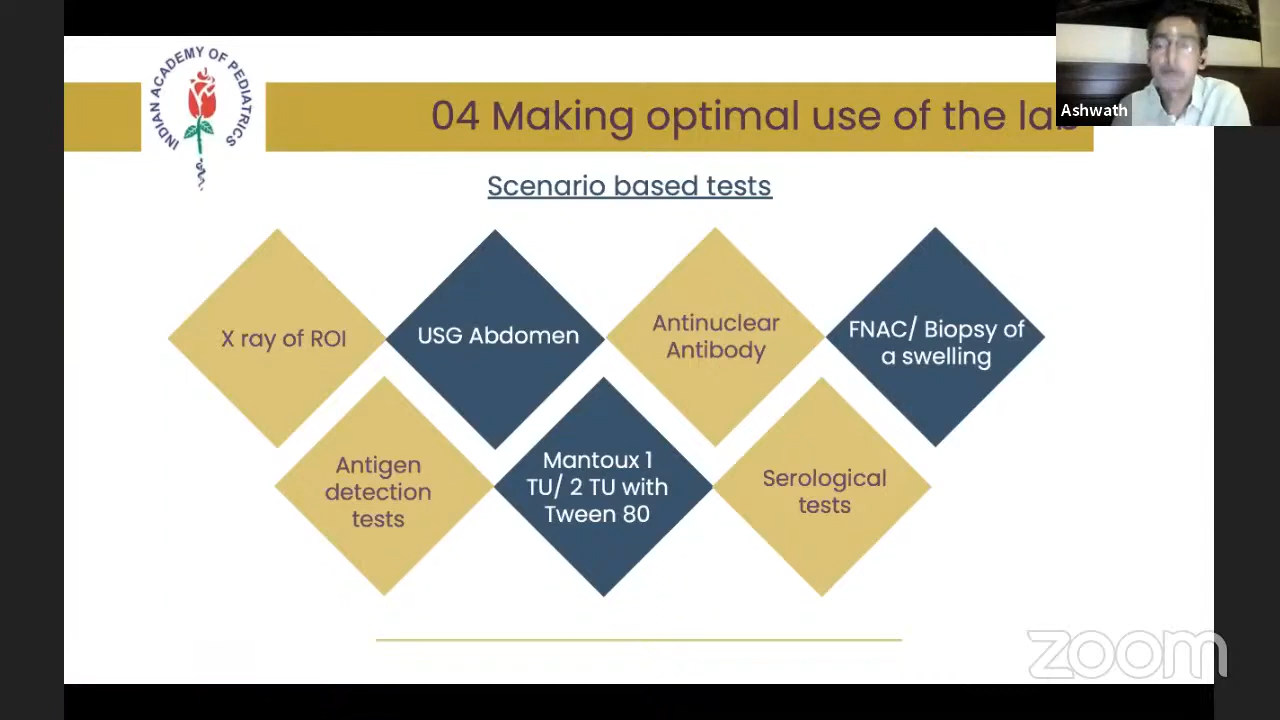 INDIAN ACADEMY OF PEDIATRICS
04 Making optimal use of the lab
Ashwath
Scenario based tests
X ray of ROI
USG Abdomen
Antinuclear
Antibody
FNAC/ Biopsy of
a swelling
Antigen
detection
tests
Mantoux 1
TU/ 2 TU with
Tween 80
Serological
tests
zoom